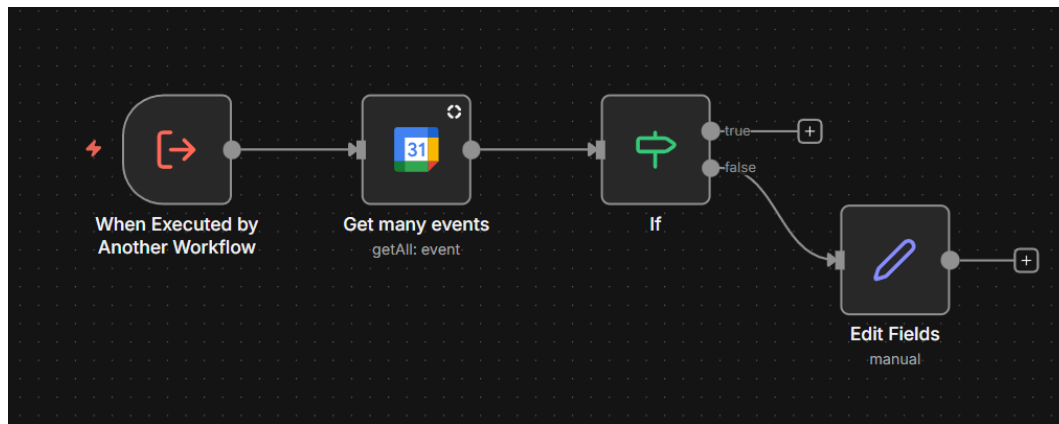 When Executed by
Another Workflow
31
Get many events
getAll: event
If
true
false
Edit Fields
manual